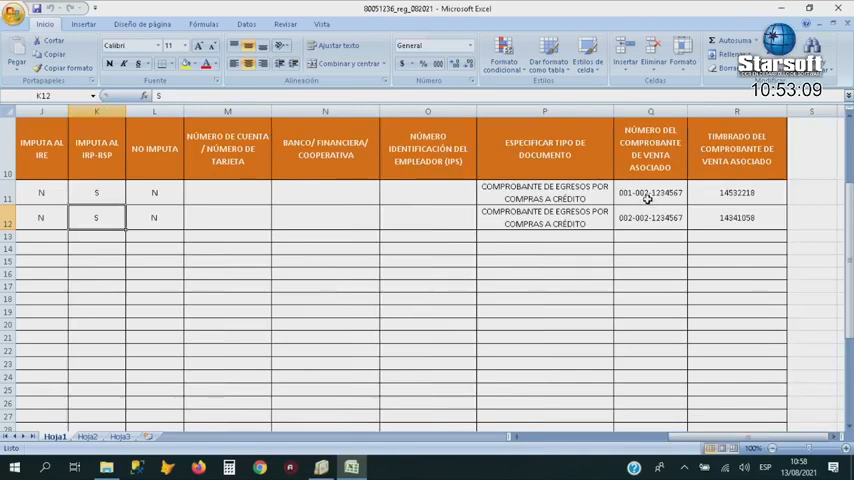 80051236_reg_082021 - Microsoft Excel
Inicio Insertar Diseño de página Fórmulas Datos Revisar Vista
Pegar
Cortar
Copiar
Copiar formato
Portapapeles
Calibri 11
N K S
Fuente
Ajustar texto
Combinar y centrar
Alineación
General
% 000
Número
Formato condicional
Dar formato como tabla
Estilos de celda
Estilos
Insertar Eliminar Formato
Celdas
Autosuma
Borrar
Starsoft
10:53:09
K12 S
J K L M N O P Q R S
10
IMPUTA AL IRE
IMPUTA AL IRP-RSP
NO IMPUTA
NÚMERO DE CUENTA / NÚMERO DE TARJETA
BANCO/ FINANCIERA/ COOPERATIVA
NÚMERO IDENTIFICACIÓN DEL EMPLEADOR (IPS)
ESPECIFICAR TIPO DE DOCUMENTO
NÚMERO DEL COMPROBANTE DE VENTA ASOCIADO
TIMBRADO DEL COMPROBANTE DE VENTA ASOCIADO
11 N S N COMPROBANTE DE EGRESOS POR COMPRAS A CRÉDITO 001-002-1234567 14532218
12 N S N COMPROBANTE DE EGRESOS POR COMPRAS A CRÉDITO 002-002-1234567 14341058
13
14
15
16
17
18
19
20
21
22
23
24
25
26
27
28
Hoja1 Hoja2 Hoja3
Listo
100%
ESP
10:58
13/08/2021